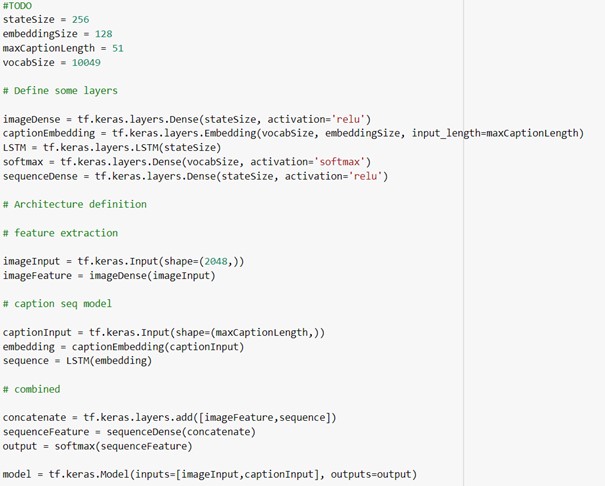 #TODO
stateSize = 256
embeddingSize = 128
maxCaptionLength = 51
vocabSize = 10049
# Define some layers
imageDense = tf.keras.layers.Dense(stateSize, activation='relu')
captionEmbedding = tf.keras.layers.Embedding(vocabSize, embeddingSize, input_length=maxCaptionLength)
LSTM = tf.keras.layers.LSTM(stateSize)
softmax = tf.keras.layers.Dense(vocabSize, activation='softmax')
sequenceDense = tf.keras.layers.Dense(stateSize, activation='relu')
# Architecture definition
# feature extraction
imageInput = tf.keras.Input(shape=(2048,))
imageFeature = imageDense(imageInput)
# caption seq model
captionInput = tf.keras.Input(shape=(maxCaptionLength,))
embedding = captionEmbedding(captionInput)
sequence = LSTM(embedding)
# combined
concatenate = tf.keras.layers.add([imageFeature,sequence])
sequenceFeature = sequenceDense(concatenate)
output = softmax(sequenceFeature)
model = tf.keras.Model(inputs=[imageInput,captionInput], outputs=output)